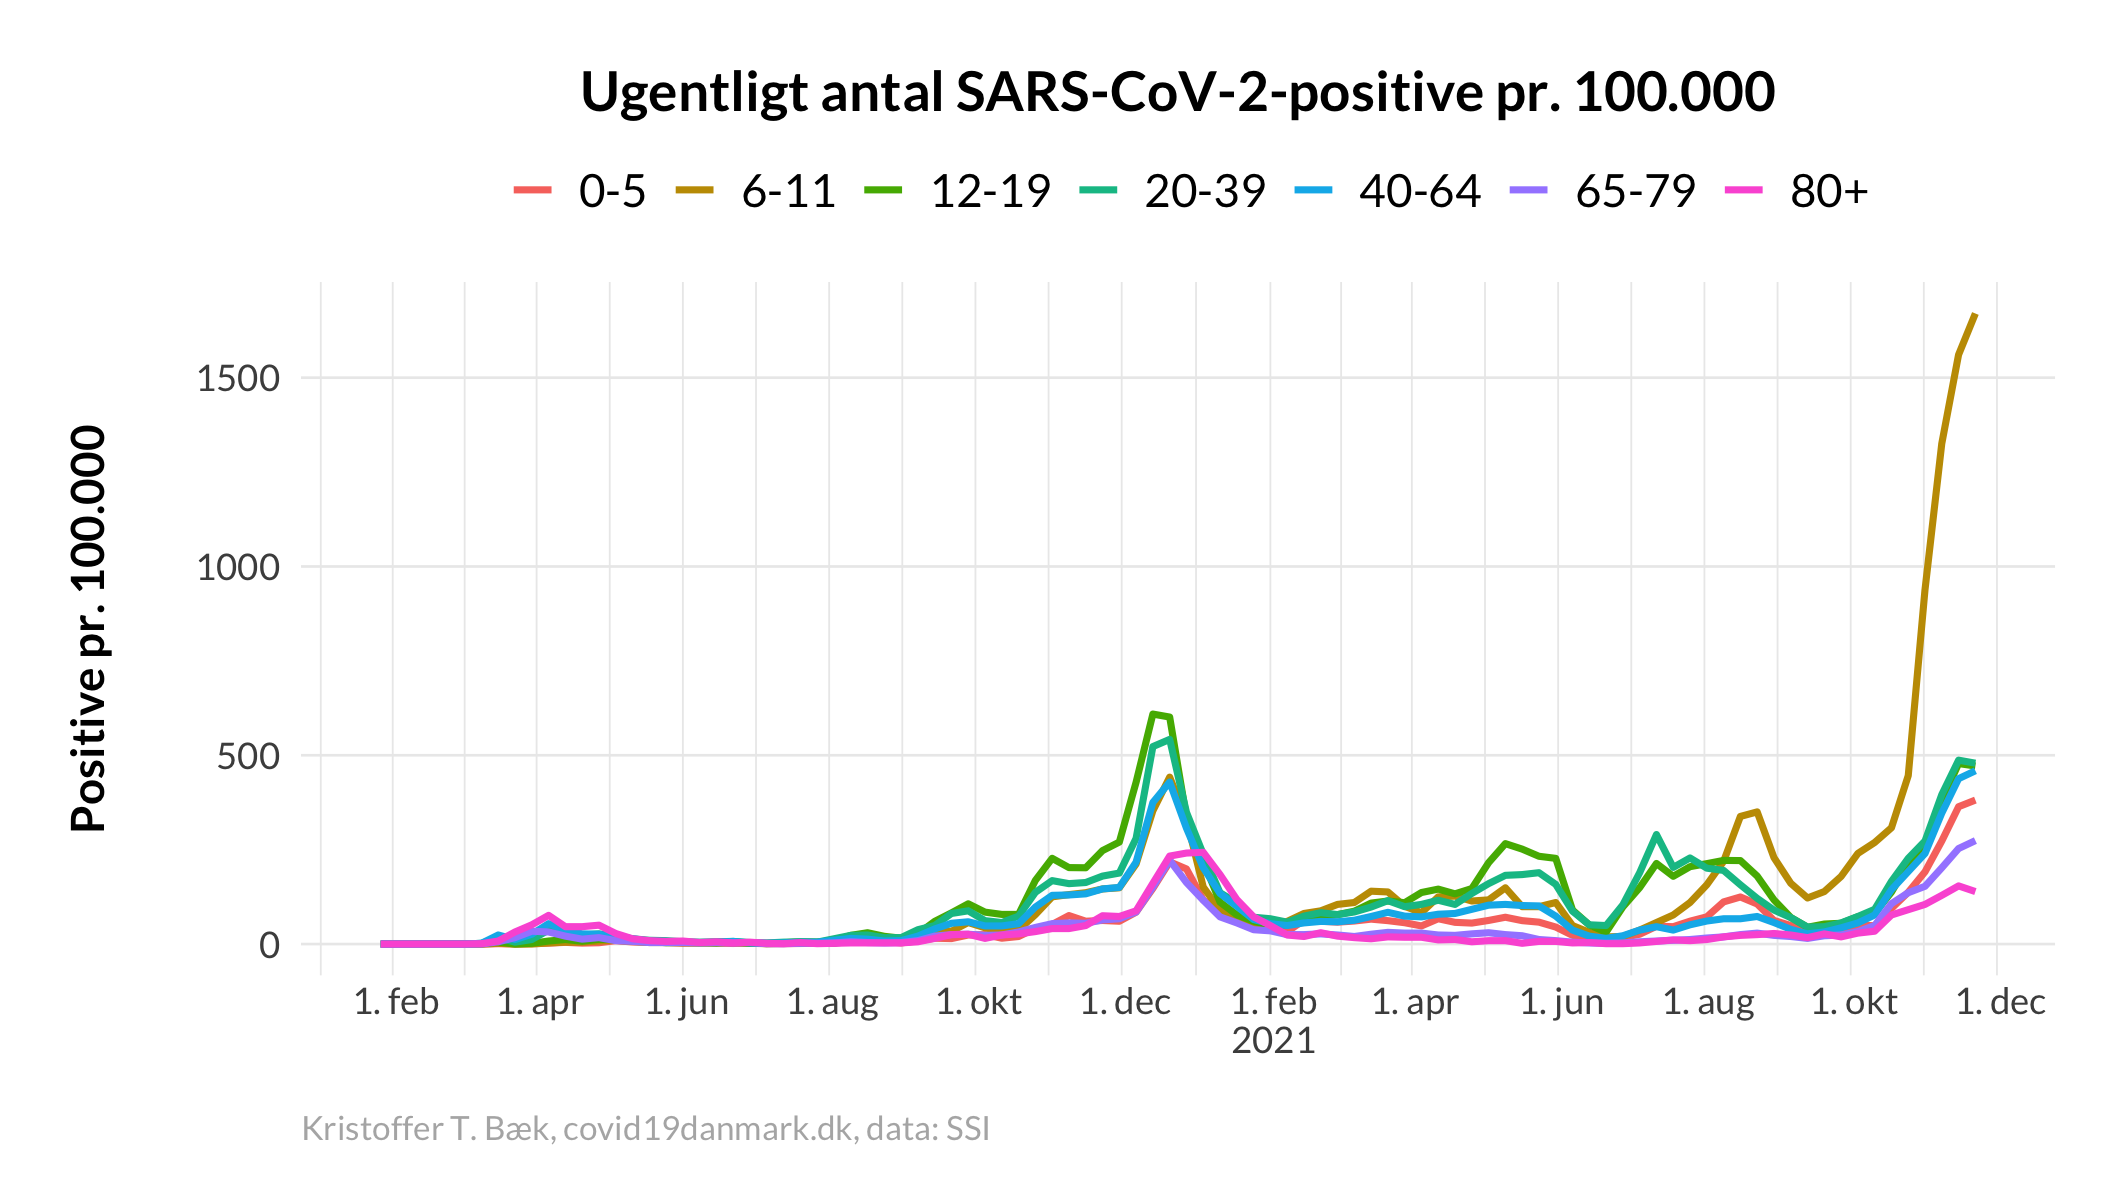 Ugentligt antal SARS-CoV-2-positive pr. 100.000
0-5 6-11 12-19 20-39 40-64 65-79 80+
Positive pr. 100.000
1500
1000
500
0
1. feb 1. apr 1. jun 1. aug 1. okt 1. dec 1. feb 1. apr 1. jun 1. aug 1. okt 1. dec
2021
Kristoffer T. Bæk, covid19danmark.dk, data: SSI